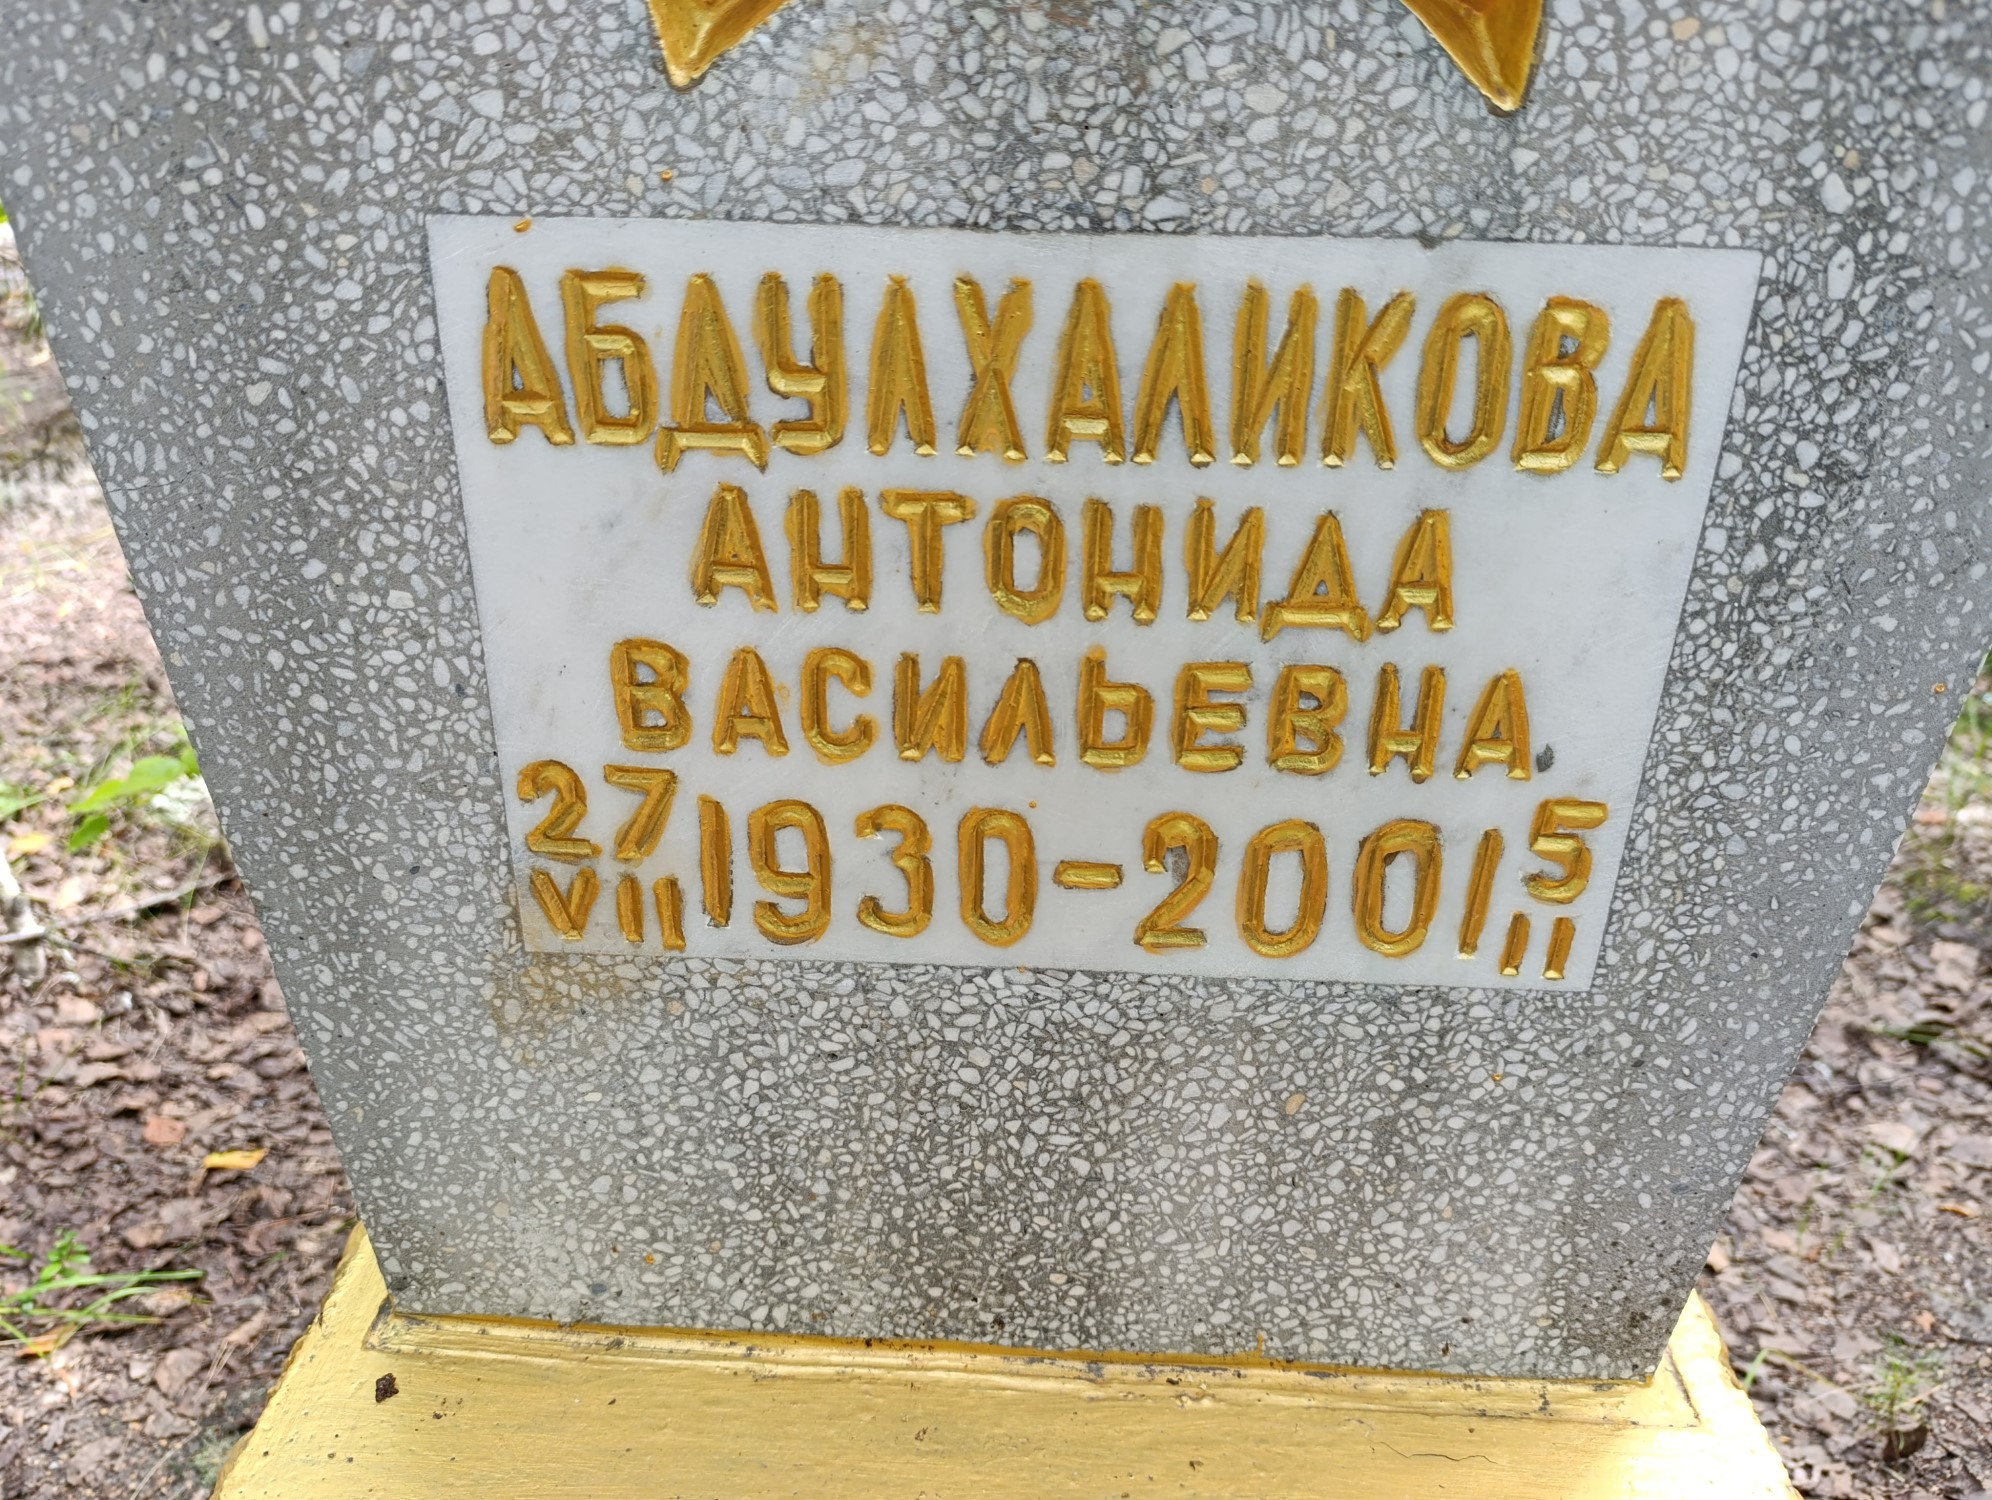 АБДУЛХАЛИКОВА
АНТОНИДА
ВАСИЛЬЕВНА
27 VII 1930-2001 5 II